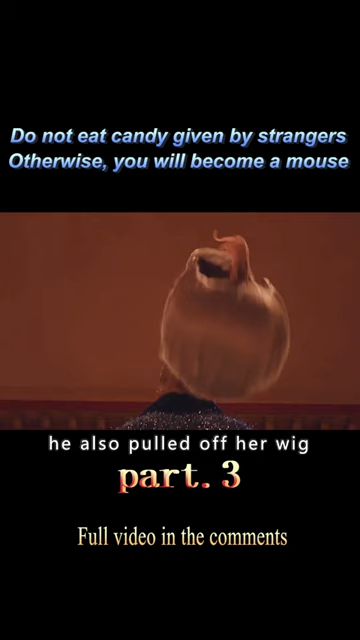 Do not eat candy given by strangers
Otherwise, you will become a mouse
he also pulled off her wig
part. 3
Full video in the comments